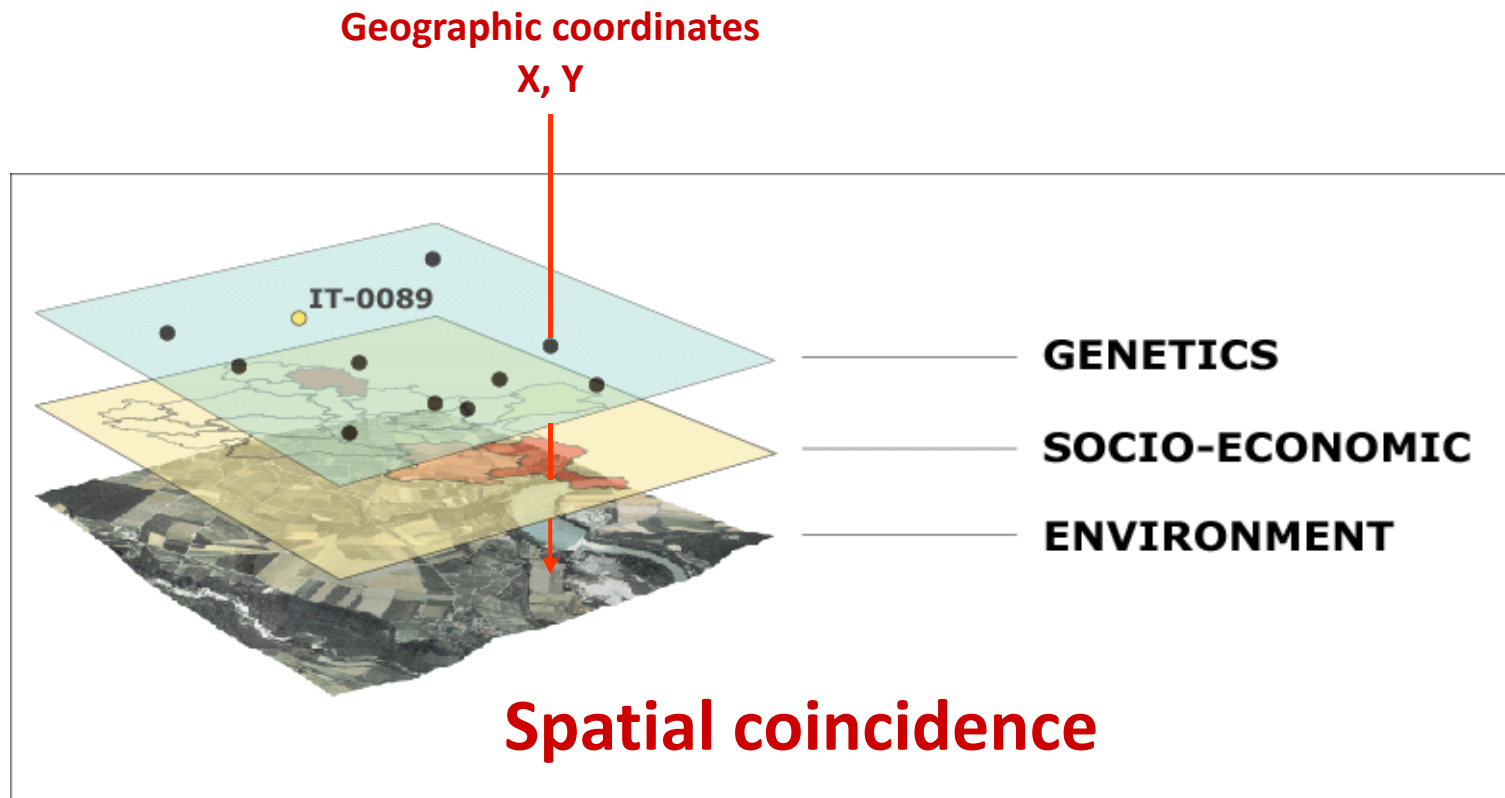 Geographic coordinates
X, Y
IT-0089
GENETICS
SOCIO-ECONOMIC
ENVIRONMENT
Spatial coincidence